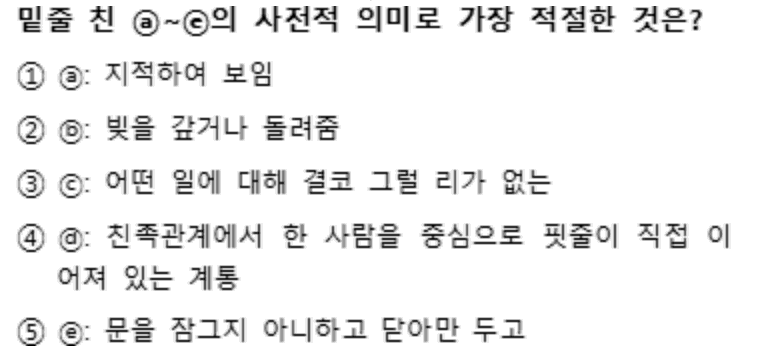 밑줄 친 ⓐ~ⓔ의 사전적 의미로 가장 적절한 것은?
① ⓐ: 지적하여 보임
② ⓑ: 빚을 갚거나 돌려줌
③ ⓒ: 어떤 일에 대해 결코 그럴 리가 없는
④ ⓓ: 친족관계에서 한 사람을 중심으로 핏줄이 직접 이
어져 있는 계통
⑤ ⓔ: 문을 잠그지 아니하고 닫아만 두고